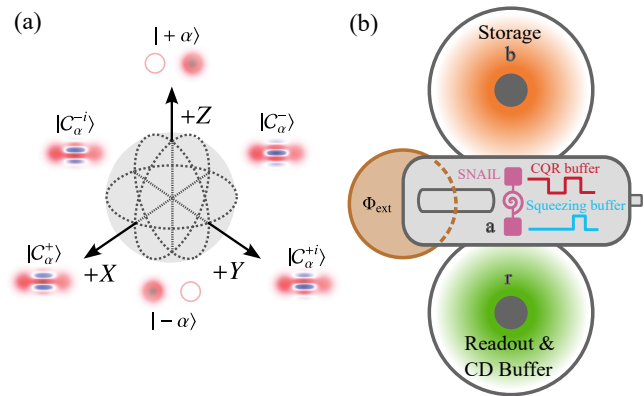 (a)
| + α⟩
+Z
|C_α^{-i}⟩
|C_α^-⟩
|C_α^+⟩
+X
+Y
|C_α^{+i}⟩
| − α⟩
(b)
Storage
b
SNAIL
CQR buffer
Φ_ext
Squeezing buffer
a
r
Readout &
CD Buffer